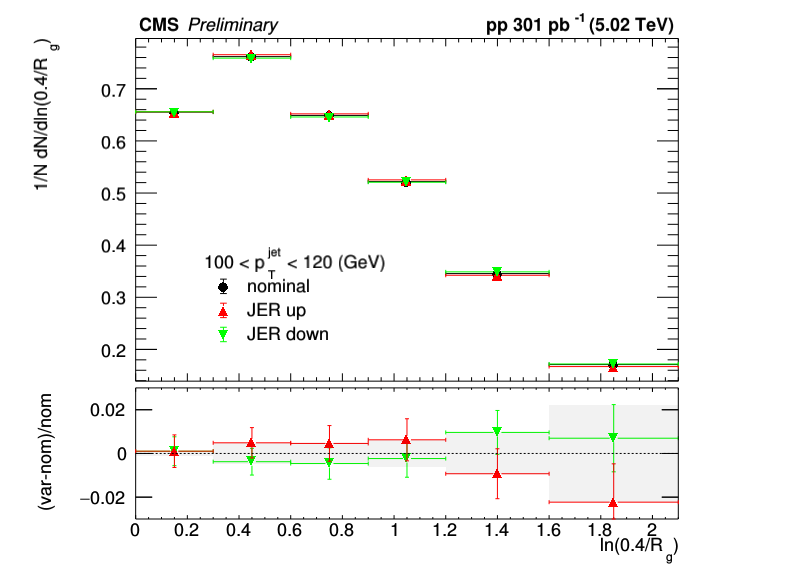 CMS Preliminary
pp 301 pb⁻¹ (5.02 TeV)
1/N dN/dln(0.4/R_g)
0.7
0.6
0.5
0.4
0.3
0.2
100 < p_T^jet < 120 (GeV)
nominal
JER up
JER down
(var-nom)/nom
0.02
0
−0.02
0 0.2 0.4 0.6 0.8 1 1.2 1.4 1.6 1.8 2
ln(0.4/R_g)